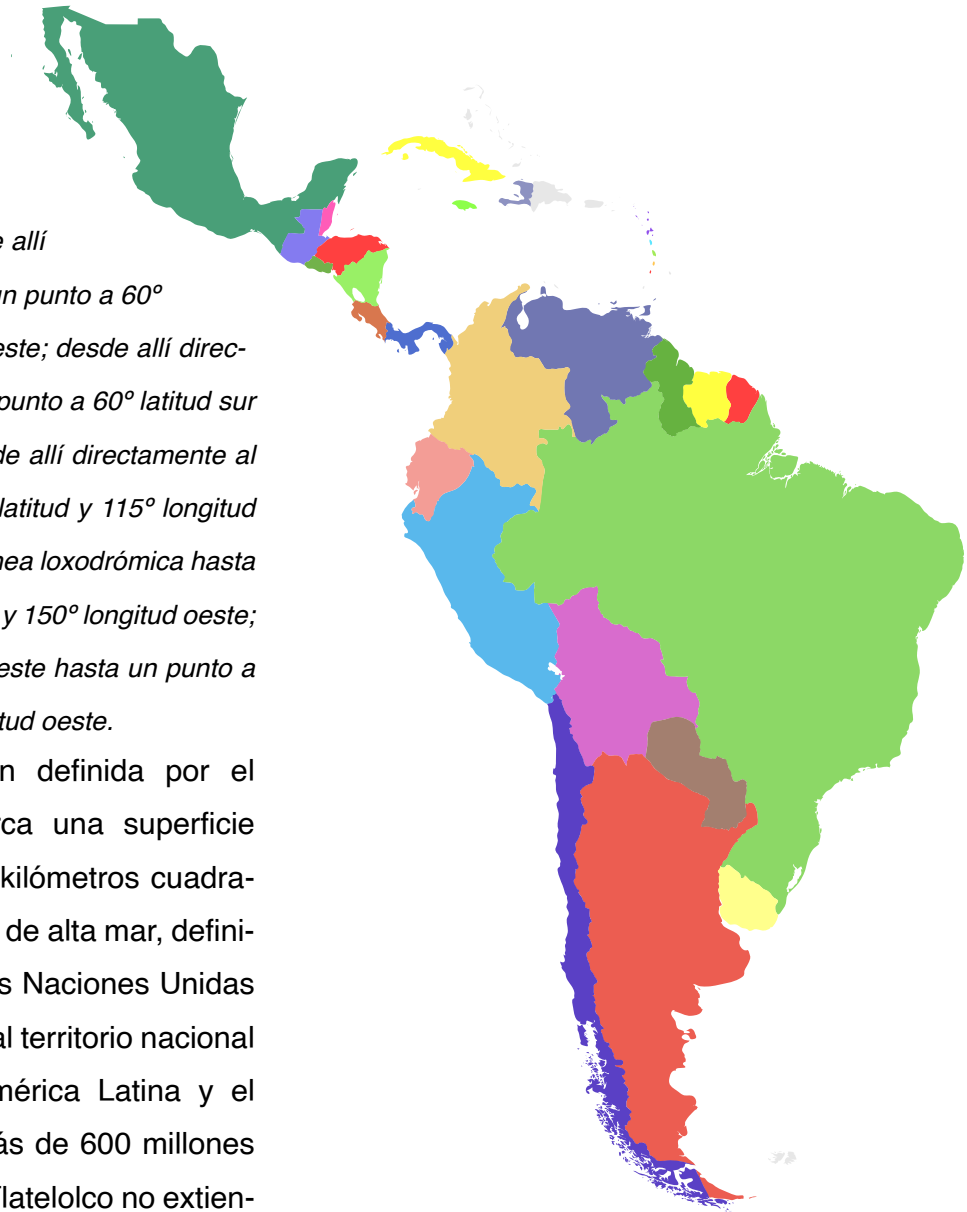 allí
un punto a 60º
este; desde allí direc-
punto a 60º latitud sur
de allí directamente al
latitud y 115º longitud
nea loxodrómica hasta
y 150º longitud oeste;
este hasta un punto a
tud oeste.
n definida por el
rca una superficie
kilómetros cuadra-
de alta mar, defini-
s Naciones Unidas
al territorio nacional
mérica Latina y el
ás de 600 millones
latelolco no extien-